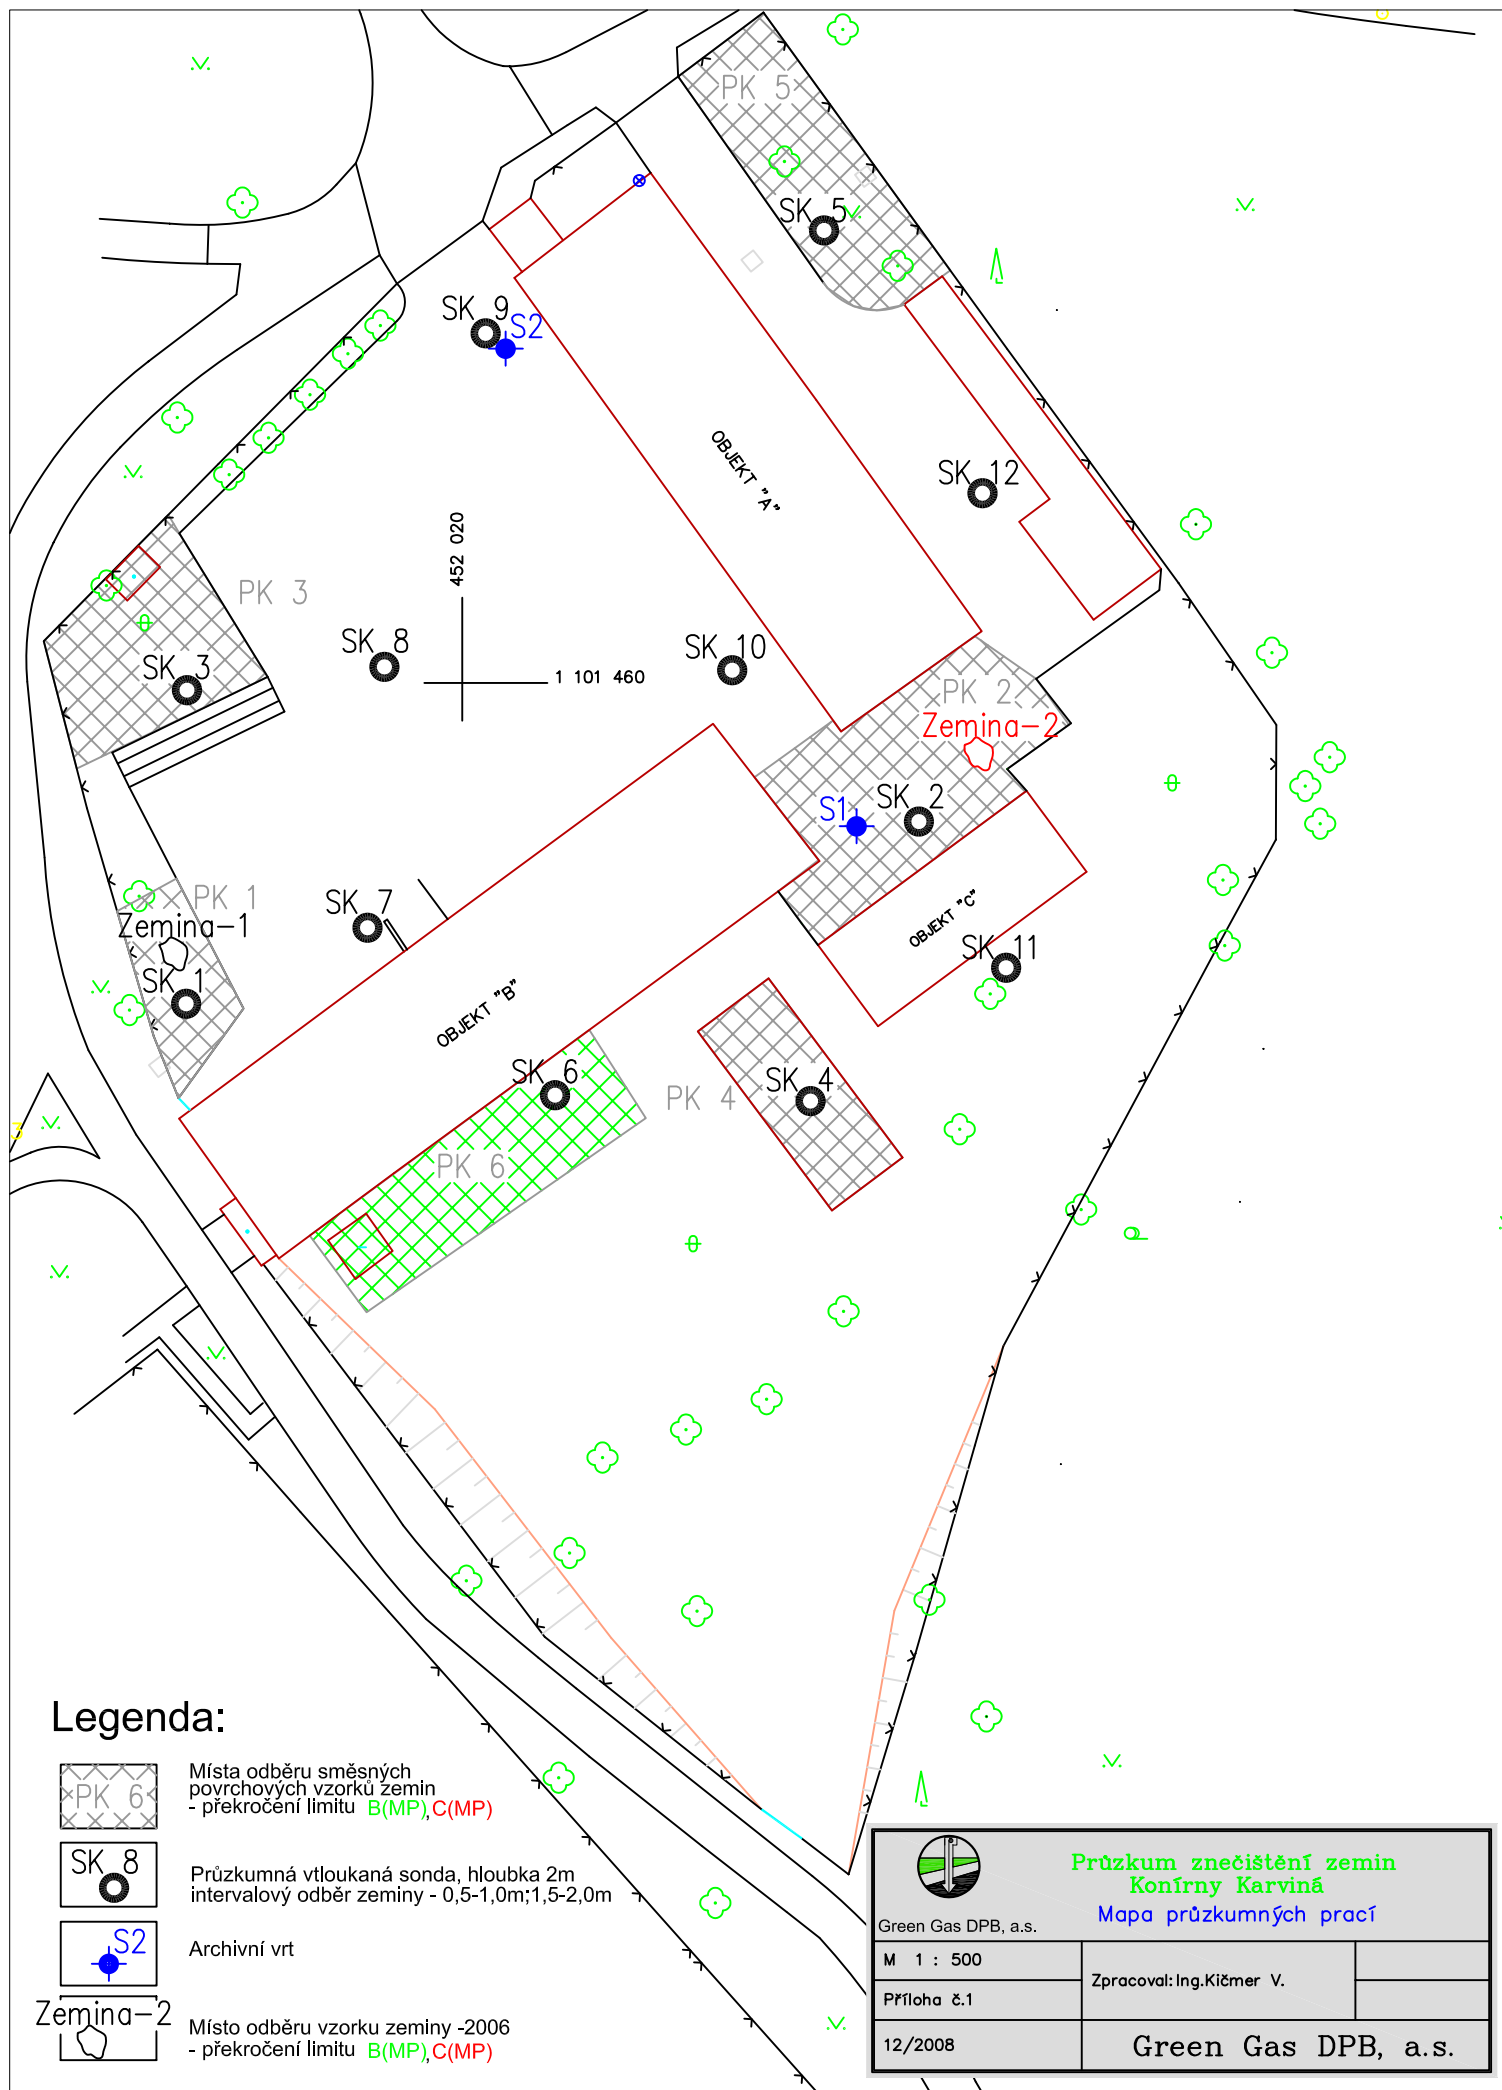 PK 5
SK 5
SK 9
S2
OBJEKT "A"
SK 12
452 020
PK 3
SK 8
SK 10
1 101 460
SK 3
PK 2
Zemina-2
S1
SK 2
PK 1
Zemina-1
SK 7
SK 1
OBJEKT "C"
SK 11
OBJEKT "B"
SK 6
PK 4
SK 4
3
PK 6
Legenda:
PK 6
Místa odběru směsných
povrchových vzorků zemin
- překročení limitu B(MP),C(MP)
SK 8
Průzkumná vtloukaná sonda, hloubka 2m
intervalový odběr zeminy - 0,5-1,0m;1,5-2,0m
S2
Archivní vrt
Zemina-2
Místo odběru vzorku zeminy -2006
- překročení limitu B(MP),C(MP)
Průzkum znečištění zemin
Konírny Karviná
Mapa průzkumných prací
Green Gas DPB, a.s.
M 1 : 500
Zpracoval: Ing.Kičmer V.
Příloha č.1
12/2008
Green Gas DPB, a.s.